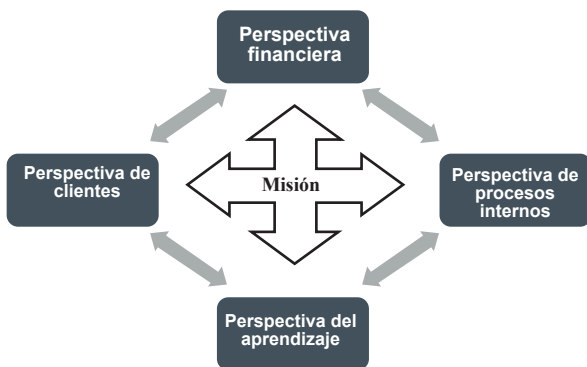 Perspectiva
financiera
Perspectiva de
clientes
Misión
Perspectiva de
procesos
internos
Perspectiva del
aprendizaje